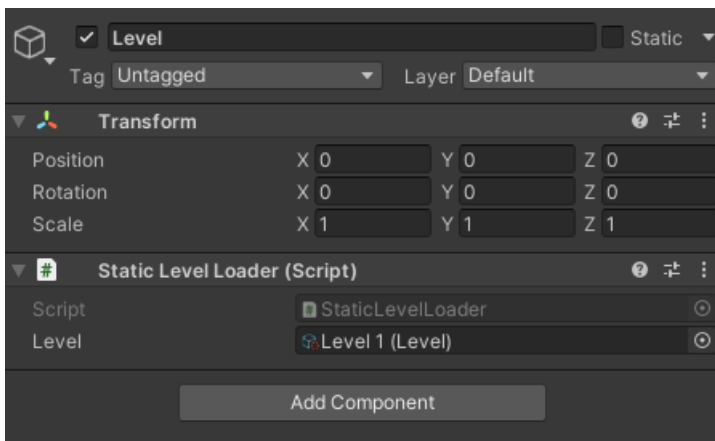 Level Static
Tag Untagged Layer Default
Transform
Position X 0 Y 0 Z 0
Rotation X 0 Y 0 Z 0
Scale X 1 Y 1 Z 1
# Static Level Loader (Script)
Script # StaticLevelLoader
Level Level 1 (Level)
Add Component